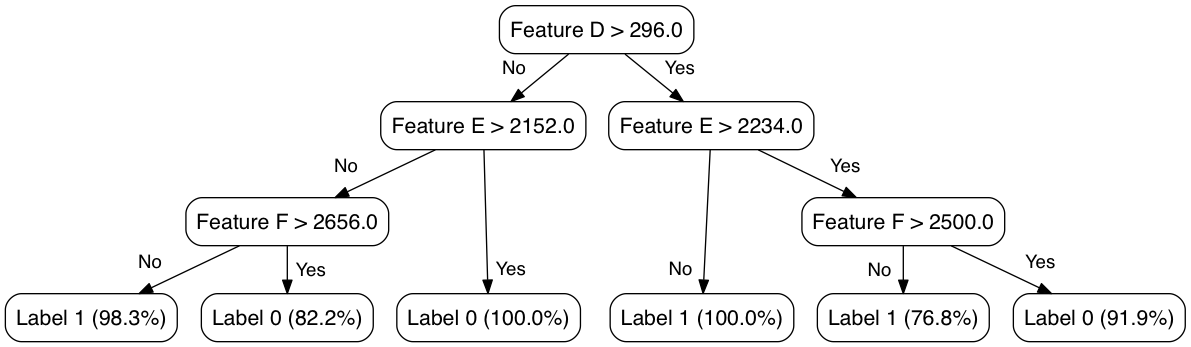 Feature D > 296.0
No
Yes
Feature E > 2152.0
Feature E > 2234.0
No
Yes
Feature F > 2656.0
Feature F > 2500.0
No
Yes
Yes
No
No
Yes
Label 1 (98.3%)
Label 0 (82.2%)
Label 0 (100.0%)
Label 1 (100.0%)
Label 1 (76.8%)
Label 0 (91.9%)